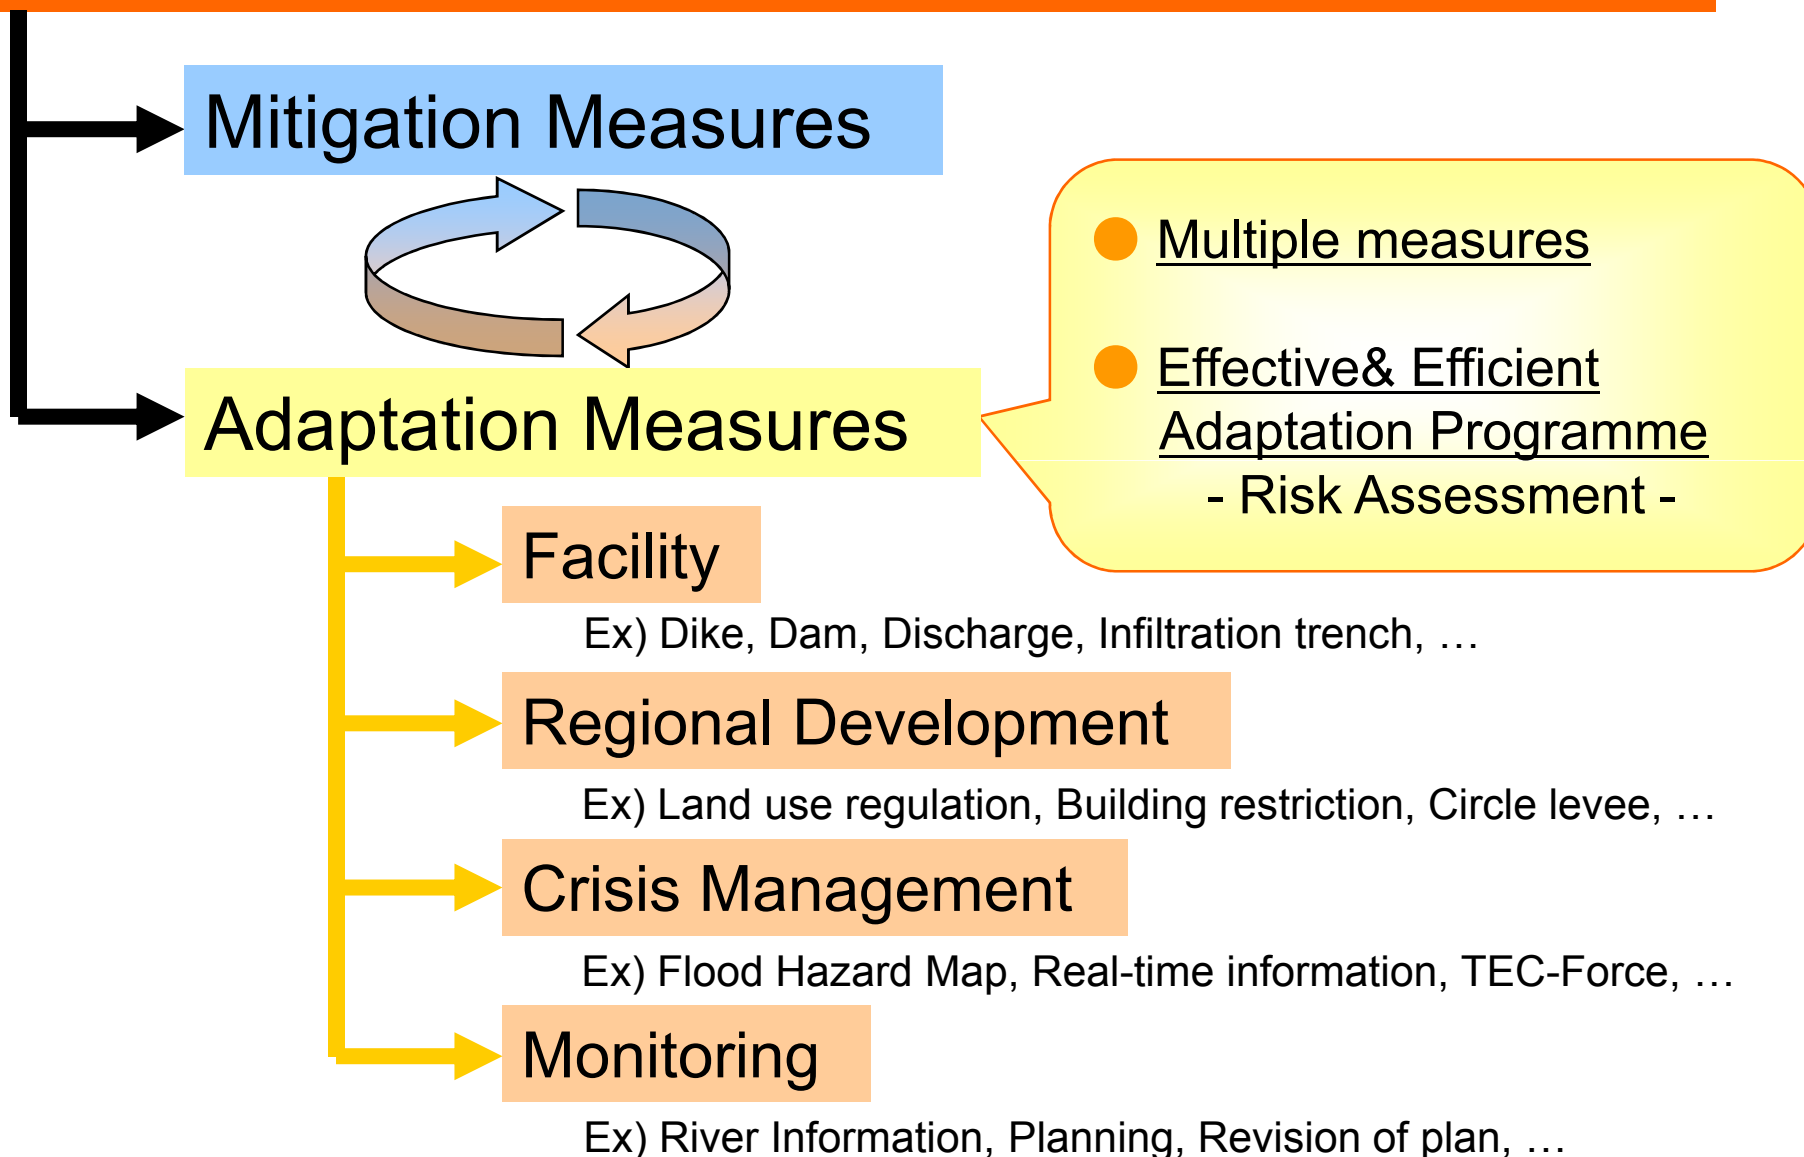 Mitigation Measures
Multiple measures
Effective& Efficient
Adaptation Programme
- Risk Assessment -
Adaptation Measures
Facility
Ex) Dike, Dam, Discharge, Infiltration trench, …
Regional Development
Ex) Land use regulation, Building restriction, Circle levee, …
Crisis Management
Ex) Flood Hazard Map, Real-time information, TEC-Force, …
Monitoring
Ex) River Information, Planning, Revision of plan, …